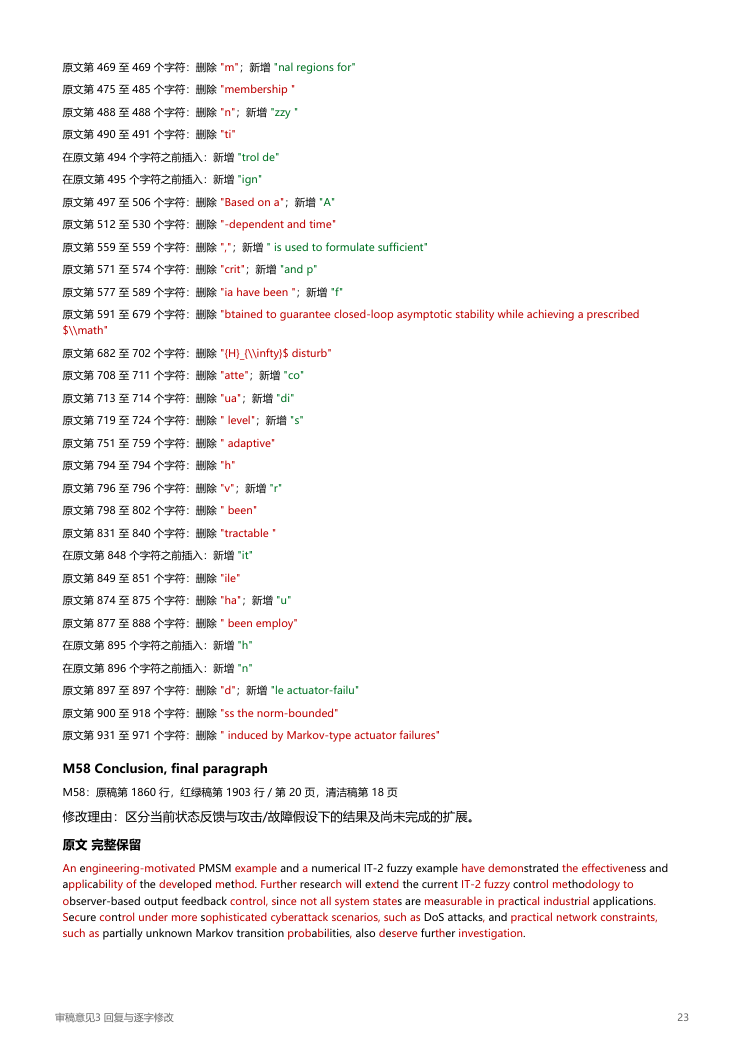 原文第 469 至 469 个字符：删除 "m"；新增 "nal regions for"
原文第 475 至 485 个字符：删除 "membership "
原文第 488 至 488 个字符：删除 "n"；新增 "zzy "
原文第 490 至 491 个字符：删除 "ti"
在原文第 494 个字符之前插入：新增 "trol de"
在原文第 495 个字符之前插入：新增 "ign"
原文第 497 至 506 个字符：删除 "Based on a"；新增 "A"
原文第 512 至 530 个字符：删除 "-dependent and time"
原文第 559 至 559 个字符：删除 ","；新增 " is used to formulate sufficient"
原文第 571 至 574 个字符：删除 "crit"；新增 "and p"
原文第 577 至 589 个字符：删除 "ia have been "；新增 "f"
原文第 591 至 679 个字符：删除 "btained to guarantee closed-loop asymptotic stability while achieving a prescribed
$\\math"
原文第 682 至 702 个字符：删除 "{H}_{\\infty}$ disturb"
原文第 708 至 711 个字符：删除 "atte"；新增 "co"
原文第 713 至 714 个字符：删除 "ua"；新增 "di"
原文第 719 至 724 个字符：删除 " level"；新增 "s"
原文第 751 至 759 个字符：删除 " adaptive"
原文第 794 至 794 个字符：删除 "h"
原文第 796 至 796 个字符：删除 "v"；新增 "r"
原文第 798 至 802 个字符：删除 " been"
原文第 831 至 840 个字符：删除 "tractable "
在原文第 848 个字符之前插入：新增 "it"
原文第 849 至 851 个字符：删除 "ile"
原文第 874 至 875 个字符：删除 "ha"；新增 "u"
原文第 877 至 888 个字符：删除 " been employ"
在原文第 895 个字符之前插入：新增 "h"
在原文第 896 个字符之前插入：新增 "n"
原文第 897 至 897 个字符：删除 "d"；新增 "le actuator-failu"
原文第 900 至 918 个字符：删除 "ss the norm-bounded"
原文第 931 至 971 个字符：删除 " induced by Markov-type actuator failures"
M58 Conclusion, final paragraph
M58：原稿第 1860 行，红绿稿第 1903 行 / 第 20 页，清洁稿第 18 页
修改理由：区分当前状态反馈与攻击/故障假设下的结果及尚未完成的扩展。
原文 完整保留
An engineering-motivated PMSM example and a numerical IT-2 fuzzy example have demonstrated the effectiveness and
applicability of the developed method. Further research will extend the current IT-2 fuzzy control methodology to
observer-based output feedback control, since not all system states are measurable in practical industrial applications.
Secure control under more sophisticated cyberattack scenarios, such as DoS attacks, and practical network constraints,
such as partially unknown Markov transition probabilities, also deserve further investigation.
审稿意见3 回复与逐字修改
23